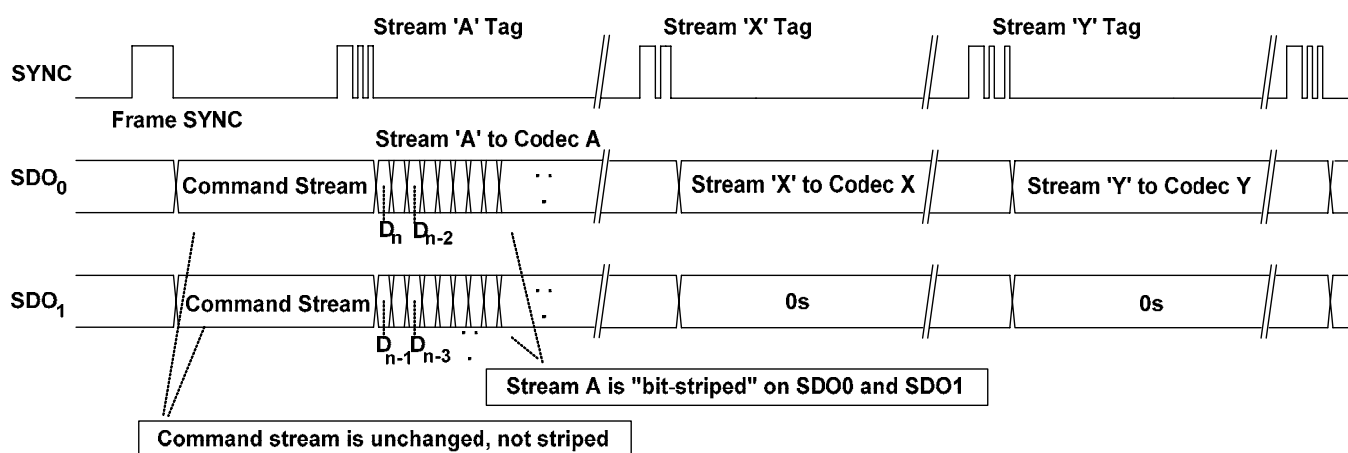 Stream 'A' Tag
Stream 'X' Tag
Stream 'Y' Tag
SYNC
Frame SYNC
Stream 'A' to Codec A
SDO0
Command Stream
. .
.
Stream 'X' to Codec X
Stream 'Y' to Codec Y
Dn
Dn-2
SDO1
Command Stream
. .
.
0s
0s
Dn-1
Dn-3
. .
.
Stream A is "bit-striped" on SDO0 and SDO1
Command stream is unchanged, not striped